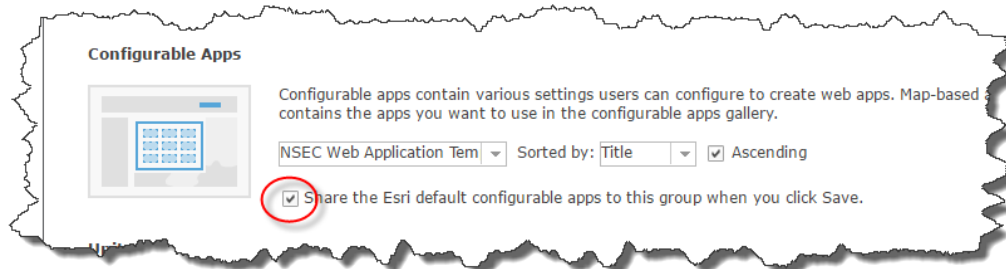 Configurable Apps
Configurable apps contain various settings users can configure to create web apps. Map-based
contains the apps you want to use in the configurable apps gallery.
NSEC Web Application Tem Sorted by: Title Ascending
Share the Esri default configurable apps to this group when you click Save.